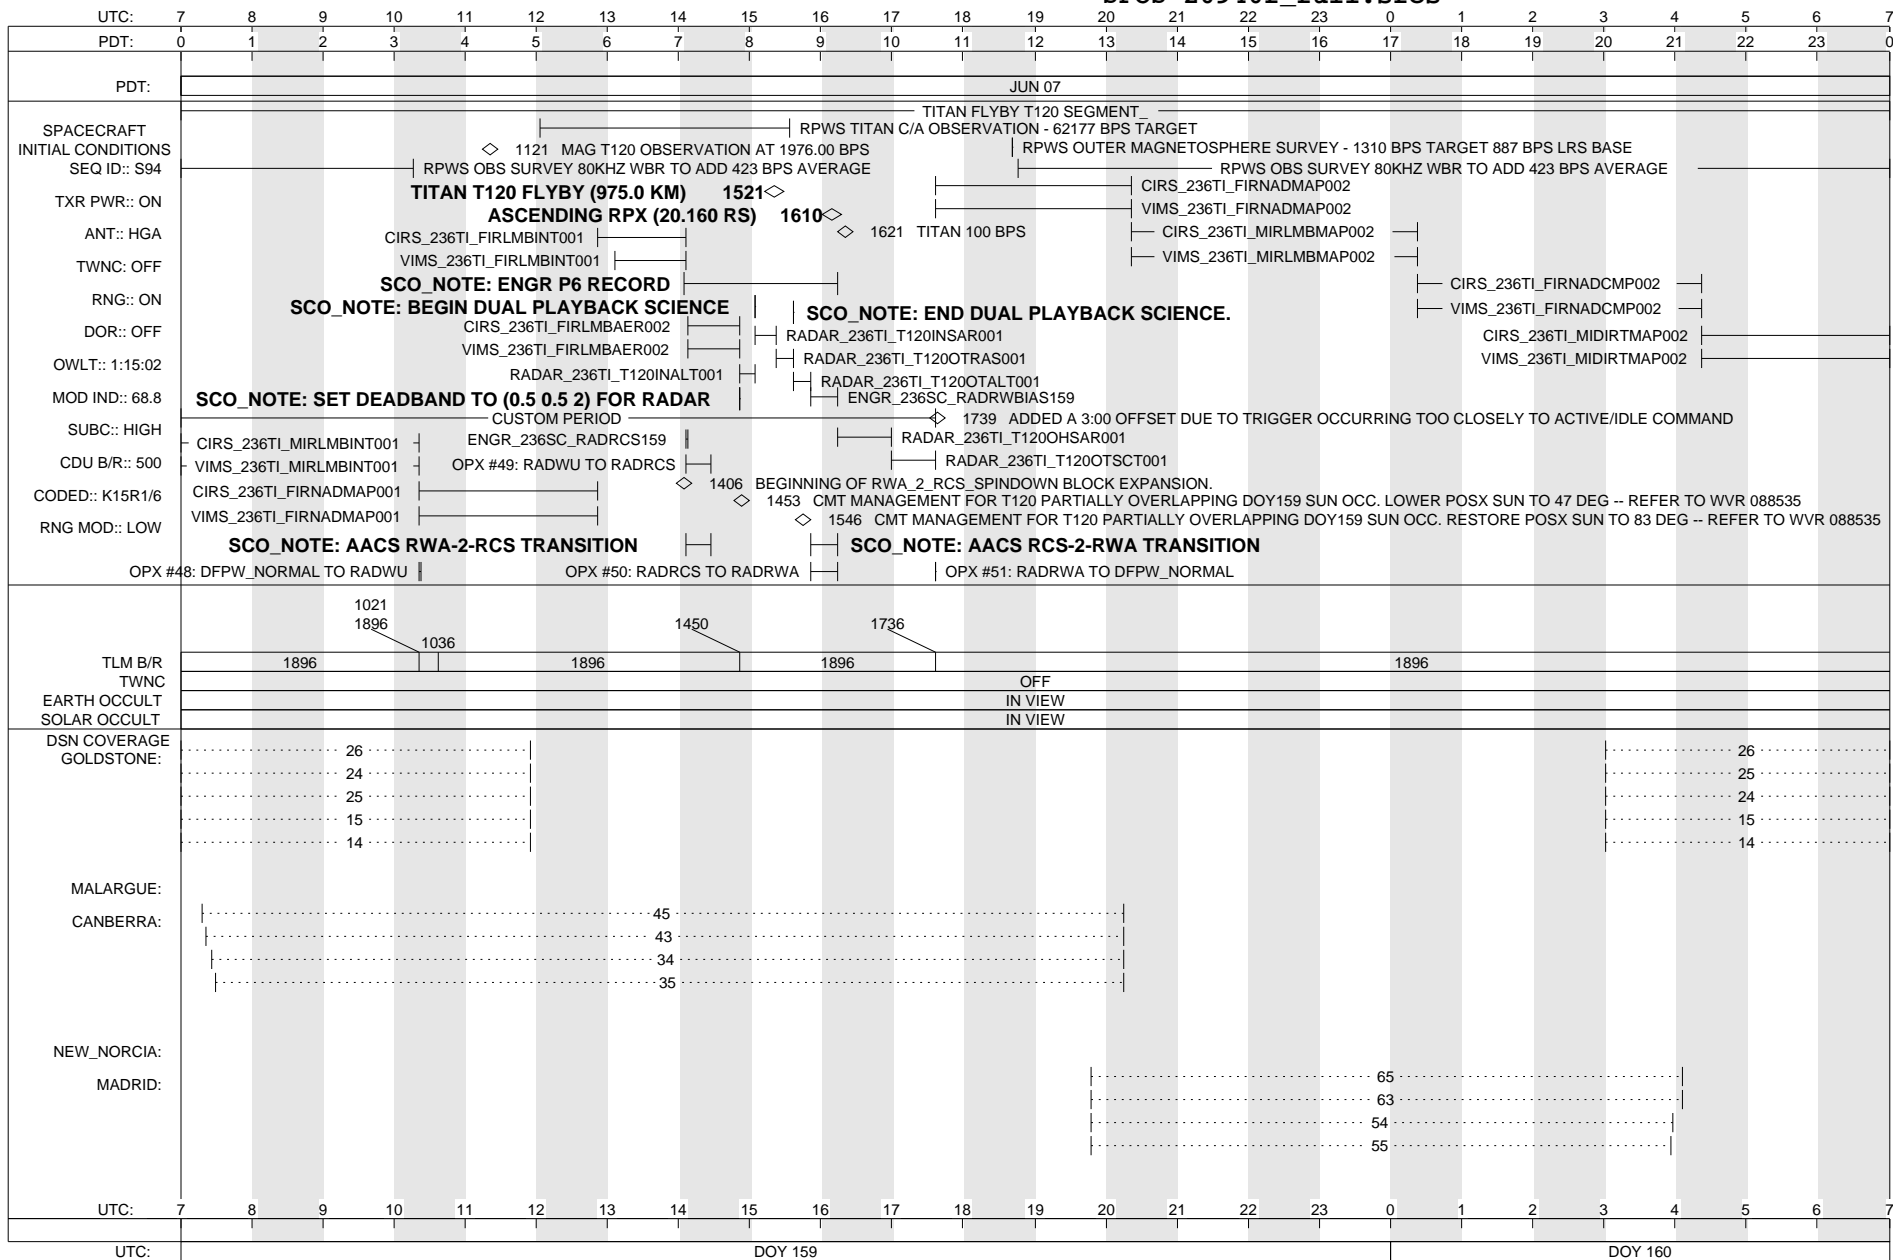 UTC: 7 8 9 10 11 12 13 14 15 16 17 18 19 20 21 22 23 0 1 2 3 4 5 6 7
PDT: 0 1 2 3 4 5 6 7 8 9 10 11 12 13 14 15 16 17 18 19 20 21 22 23 0
PDT: JUN 07
TITAN FLYBY T120 SEGMENT_
SPACECRAFT
INITIAL CONDITIONS
SEQ ID:: S94
TXR PWR:: ON
ANT:: HGA
TWNC: OFF
RNG:: ON
DOR:: OFF
OWLT:: 1:15:02
MOD IND:: 68.8
SUBC:: HIGH
CDU B/R:: 500
CODED:: K15R1/6
RNG MOD:: LOW
RPWS TITAN C/A OBSERVATION - 62177 BPS TARGET
1121 MAG T120 OBSERVATION AT 1976.00 BPS
RPWS OUTER MAGNETOSPHERE SURVEY - 1310 BPS TARGET 887 BPS LRS BASE
RPWS OBS SURVEY 80KHZ WBR TO ADD 423 BPS AVERAGE
RPWS OBS SURVEY 80KHZ WBR TO ADD 423 BPS AVERAGE
TITAN T120 FLYBY (975.0 KM) 1521
CIRS_236TI_FIRNADMAP002
VIMS_236TI_FIRNADMAP002
ASCENDING RPX (20.160 RS) 1610
1621 TITAN 100 BPS
CIRS_236TI_MIRLMBMAP002
CIRS_236TI_FIRLMBINT001
VIMS_236TI_MIRLMBMAP002
VIMS_236TI_FIRLMBINT001
SCO_NOTE: ENGR P6 RECORD
CIRS_236TI_FIRNADCMP002
SCO_NOTE: BEGIN DUAL PLAYBACK SCIENCE
SCO_NOTE: END DUAL PLAYBACK SCIENCE.
VIMS_236TI_FIRNADCMP002
CIRS_236TI_FIRLMBAER002
RADAR_236TI_T120INSAR001
CIRS_236TI_MIDIRTMAP002
VIMS_236TI_FIRLMBAER002
RADAR_236TI_T120OTRAS001
VIMS_236TI_MIDIRTMAP002
RADAR_236TI_T120INALT001
RADAR_236TI_T120OTALT001
SCO_NOTE: SET DEADBAND TO (0.5 0.5 2) FOR RADAR
ENGR_236SC_RADRWBIAS159
CUSTOM PERIOD
1739 ADDED A 3:00 OFFSET DUE TO TRIGGER OCCURRING TOO CLOSELY TO ACTIVE/IDLE COMMAND
CIRS_236TI_MIRLMBINT001
ENGR_236SC_RADRCS159
RADAR_236TI_T120OHSAR001
VIMS_236TI_MIRLMBINT001
OPX #49: RADWU TO RADRCS
RADAR_236TI_T120OTSCT001
1406 BEGINNING OF RWA_2_RCS_SPINDOWN BLOCK EXPANSION.
CIRS_236TI_FIRNADMAP001
1453 CMT MANAGEMENT FOR T120 PARTIALLY OVERLAPPING DOY159 SUN OCC. LOWER POSX SUN TO 47 DEG -- REFER TO WVR 088535
VIMS_236TI_FIRNADMAP001
1546 CMT MANAGEMENT FOR T120 PARTIALLY OVERLAPPING DOY159 SUN OCC. RESTORE POSX SUN TO 83 DEG -- REFER TO WVR 088535
SCO_NOTE: AACS RWA-2-RCS TRANSITION
SCO_NOTE: AACS RCS-2-RWA TRANSITION
OPX #48: DFPW_NORMAL TO RADWU
OPX #50: RADRCS TO RADRWA
OPX #51: RADRWA TO DFPW_NORMAL
1021
1896 1450 1736
1036
TLM B/R 1896 1896 1896 1896
TWNC OFF
EARTH OCCULT IN VIEW
SOLAR OCCULT IN VIEW
DSN COVERAGE
GOLDSTONE:
26 26
24 25
25 24
15 15
14 14
MALARGUE:
CANBERRA:
45
43
34
35
NEW_NORCIA:
MADRID:
65
63
54
55
UTC: 7 8 9 10 11 12 13 14 15 16 17 18 19 20 21 22 23 0 1 2 3 4 5 6 7
UTC: DOY 159 DOY 160